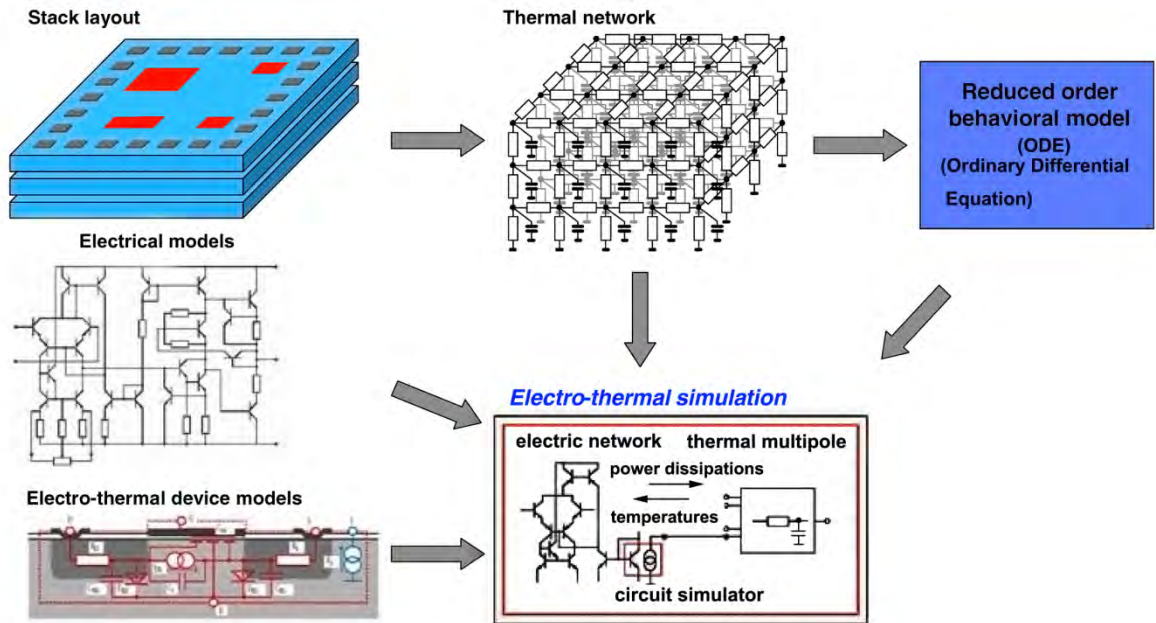 Stack layout
Thermal network
Reduced order
behavioral model
(ODE)
(Ordinary Differential
Equation)
Electrical models
Electro-thermal simulation
electric network
thermal multipole
power dissipations
temperatures
circuit simulator
Electro-thermal device models